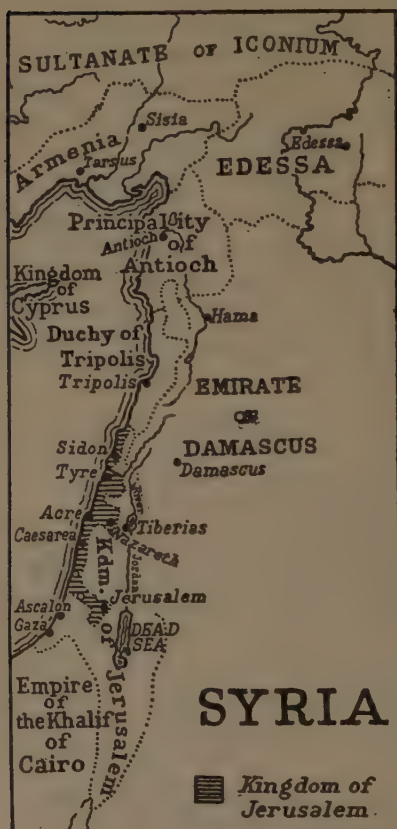 SULTANATE OF ICONIUM
Sisia
Armenia
Tarsus
Edessa
EDESSA
Principality
of
Antioch
Antioch
Kingdom
of
Cyprus
Duchy of
Tripolis
Tripolis
Hama
EMIRATE
OF
DAMASCUS
Damascus
Sidon
Tyre
Acre
Caesarea
Tiberias
Nazareth
River
Jordan
Kdm. of Jerusalem
Jerusalem
Ascalon
Gaza
DEAD
SEA
Empire
of
the Khalif
of
Cairo
SYRIA
Kingdom of
Jerusalem